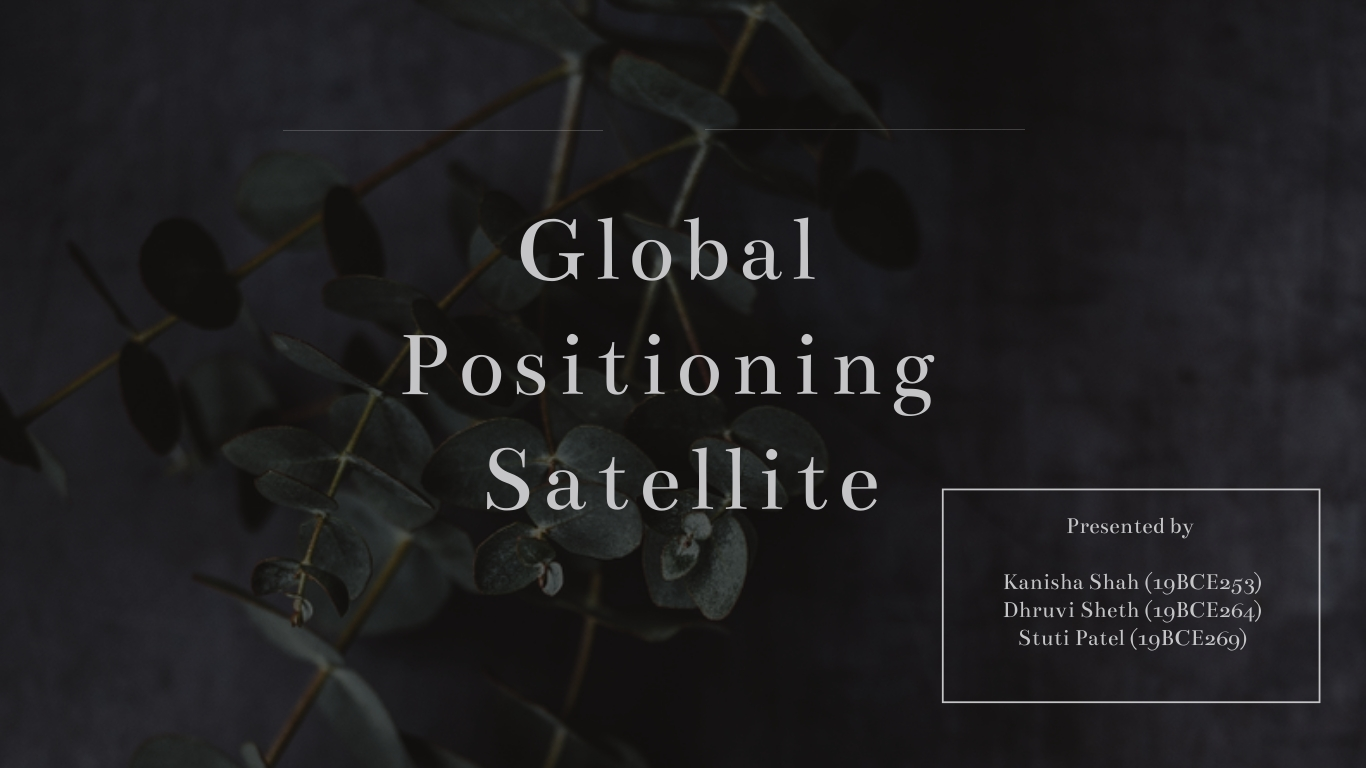 Global
Positioning
Satellite
Presented by
Kanisha Shah (19BCE253)
Dhruvi Sheth (19BCE264)
Stuti Patel (19BCE269)